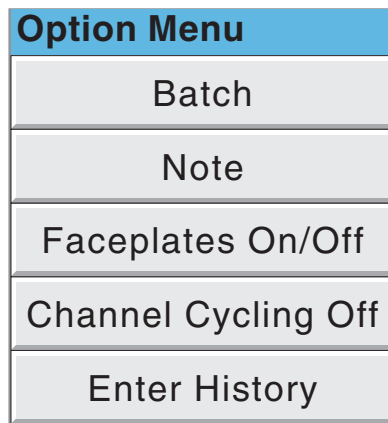 Option Menu
Batch
Note
Faceplates On/Off
Channel Cycling Off
Enter History